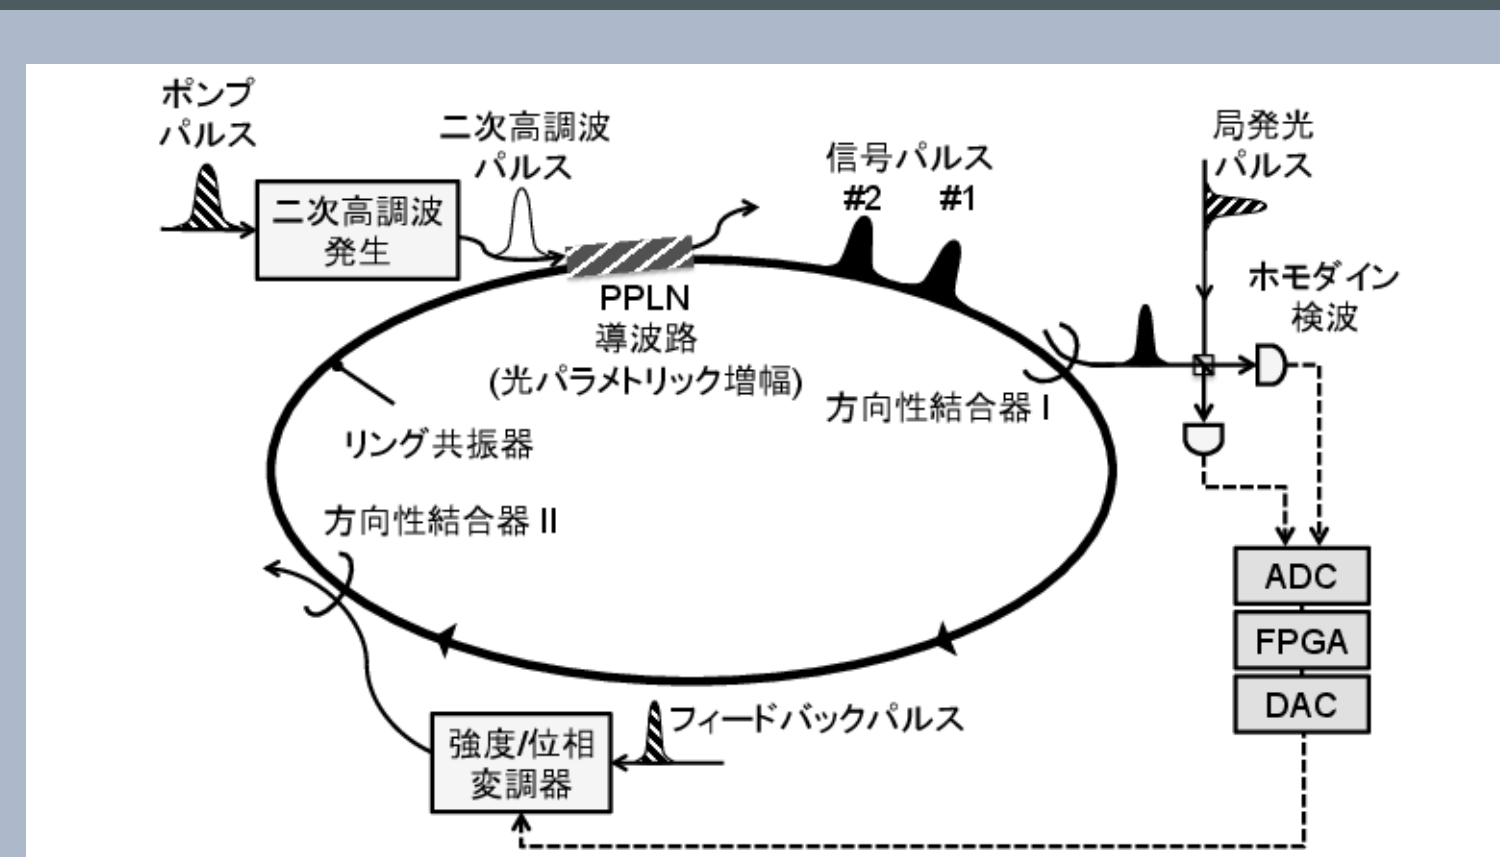 ポンプ
パルス
二次高調波
発生
二次高調波
パルス
PPLN
導波路
(光パラメトリック増幅)
信号パルス
#2 #1
局発光
パルス
ホモダイン
検波
方向性結合器 I
リング共振器
方向性結合器 II
ADC
FPGA
DAC
フィードバックパルス
強度/位相
変調器